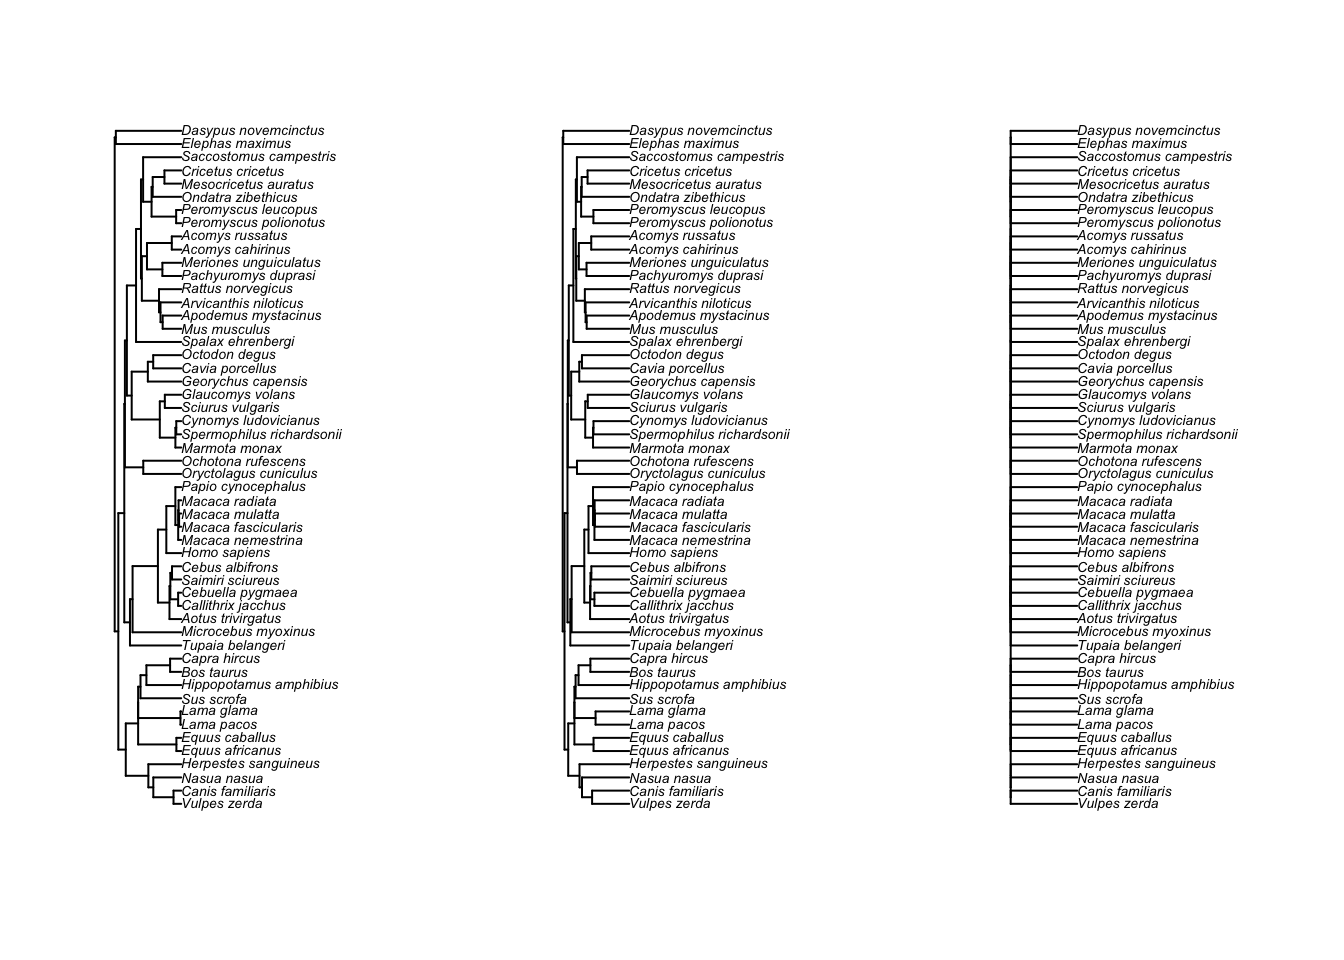 Dasypus novemcinctus
Elephas maximus
Saccostomus campestris
Cricetus cricetus
Mesocricetus auratus
Ondatra zibethicus
Peromyscus leucopus
Peromyscus polionotus
Acomys russatus
Acomys cahirinus
Meriones unguiculatus
Pachyuromys duprasi
Rattus norvegicus
Arvicanthis niloticus
Apodemus mystacinus
Mus musculus
Spalax ehrenbergi
Octodon degus
Cavia porcellus
Georychus capensis
Glaucomys volans
Sciurus vulgaris
Cynomys ludovicianus
Spermophilus richardsonii
Marmota monax
Ochotona rufescens
Oryctolagus cuniculus
Papio cynocephalus
Macaca radiata
Macaca mulatta
Macaca fascicularis
Macaca nemestrina
Homo sapiens
Cebus albifrons
Saimiri sciureus
Cebuella pygmaea
Callithrix jacchus
Aotus trivirgatus
Microcebus myoxinus
Tupaia belangeri
Capra hircus
Bos taurus
Hippopotamus amphibius
Sus scrofa
Lama glama
Lama pacos
Equus caballus
Equus africanus
Herpestes sanguineus
Nasua nasua
Canis familiaris
Vulpes zerda
Dasypus novemcinctus
Elephas maximus
Saccostomus campestris
Cricetus cricetus
Mesocricetus auratus
Ondatra zibethicus
Peromyscus leucopus
Peromyscus polionotus
Acomys russatus
Acomys cahirinus
Meriones unguiculatus
Pachyuromys duprasi
Rattus norvegicus
Arvicanthis niloticus
Apodemus mystacinus
Mus musculus
Spalax ehrenbergi
Octodon degus
Cavia porcellus
Georychus capensis
Glaucomys volans
Sciurus vulgaris
Cynomys ludovicianus
Spermophilus richardsonii
Marmota monax
Ochotona rufescens
Oryctolagus cuniculus
Papio cynocephalus
Macaca radiata
Macaca mulatta
Macaca fascicularis
Macaca nemestrina
Homo sapiens
Cebus albifrons
Saimiri sciureus
Cebuella pygmaea
Callithrix jacchus
Aotus trivirgatus
Microcebus myoxinus
Tupaia belangeri
Capra hircus
Bos taurus
Hippopotamus amphibius
Sus scrofa
Lama glama
Lama pacos
Equus caballus
Equus africanus
Herpestes sanguineus
Nasua nasua
Canis familiaris
Vulpes zerda
Dasypus novemcinctus
Elephas maximus
Saccostomus campestris
Cricetus cricetus
Mesocricetus auratus
Ondatra zibethicus
Peromyscus leucopus
Peromyscus polionotus
Acomys russatus
Acomys cahirinus
Meriones unguiculatus
Pachyuromys duprasi
Rattus norvegicus
Arvicanthis niloticus
Apodemus mystacinus
Mus musculus
Spalax ehrenbergi
Octodon degus
Cavia porcellus
Georychus capensis
Glaucomys volans
Sciurus vulgaris
Cynomys ludovicianus
Spermophilus richardsonii
Marmota monax
Ochotona rufescens
Oryctolagus cuniculus
Papio cynocephalus
Macaca radiata
Macaca mulatta
Macaca fascicularis
Macaca nemestrina
Homo sapiens
Cebus albifrons
Saimiri sciureus
Cebuella pygmaea
Callithrix jacchus
Aotus trivirgatus
Microcebus myoxinus
Tupaia belangeri
Capra hircus
Bos taurus
Hippopotamus amphibius
Sus scrofa
Lama glama
Lama pacos
Equus caballus
Equus africanus
Herpestes sanguineus
Nasua nasua
Canis familiaris
Vulpes zerda